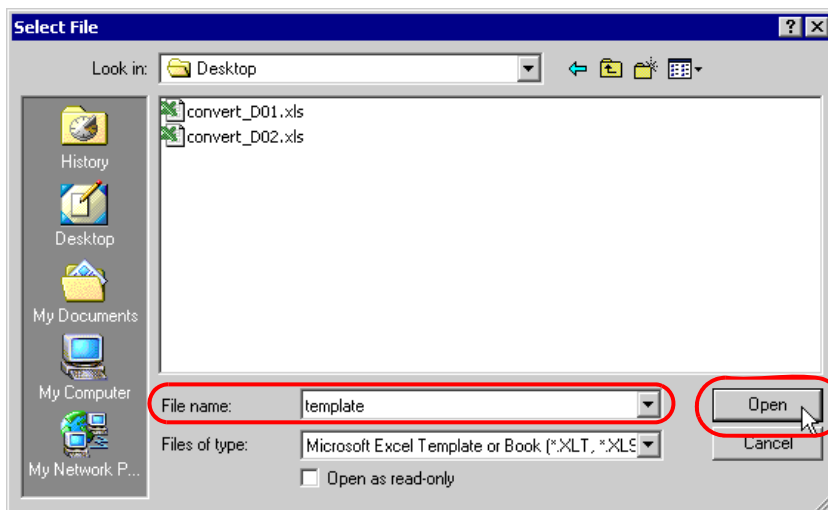 Select File
Look in: Desktop
convert_D01.xls
convert_D02.xls
History
Desktop
My Documents
My Computer
My Network P...
File name: template
Open
Files of type: Microsoft Excel Template or Book (*.XLT, *.XLS
Cancel
Open as read-only